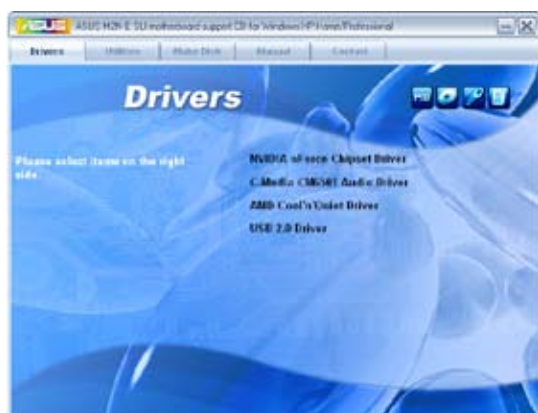 ASUS
ASUS M2N-E SLI motherboard support CD for Windows XP Home/Professional
Drivers
Utilities
Make Disk
Manual
Contact
Drivers
Please select items on the right
side.
NVIDIA nForce Chipset Driver
C-Media CM6501 Audio Driver
AMD Cool'n'Quiet Driver
USB 2.0 Driver